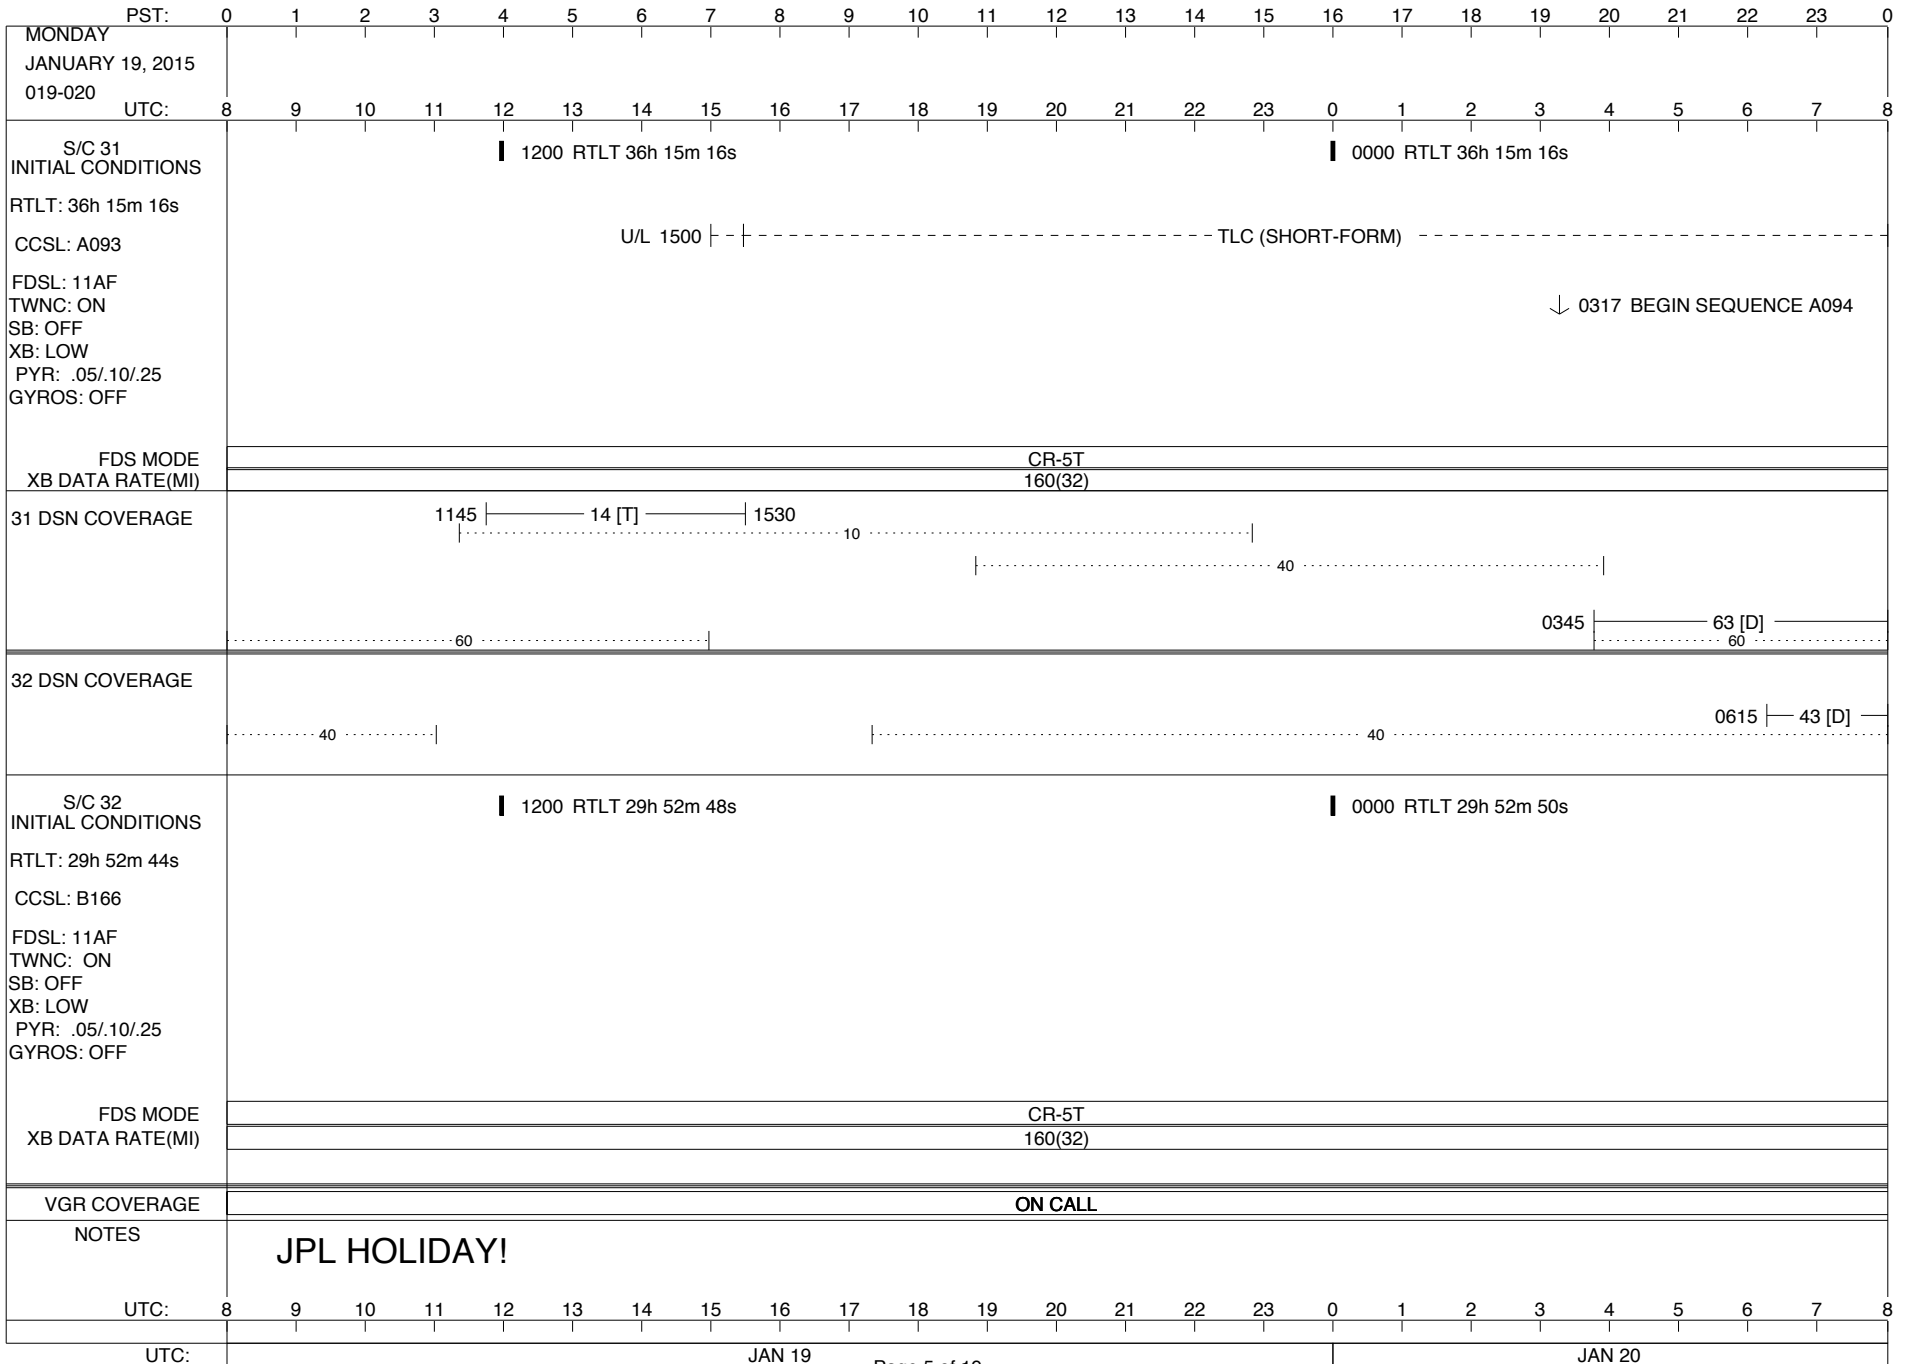 PST: 0 1 2 3 4 5 6 7 8 9 10 11 12 13 14 15 16 17 18 19 20 21 22 23 0
MONDAY
JANUARY 19, 2015
019-020
UTC: 8 9 10 11 12 13 14 15 16 17 18 19 20 21 22 23 0 1 2 3 4 5 6 7 8
S/C 31
INITIAL CONDITIONS
1200 RTLT 36h 15m 16s
0000 RTLT 36h 15m 16s
RTLT: 36h 15m 16s
U/L 1500
TLC (SHORT-FORM)
CCSL: A093
FDSL: 11AF
TWNC: ON
0317 BEGIN SEQUENCE A094
SB: OFF
XB: LOW
PYR: .05/.10/.25
GYROS: OFF
FDS MODE
CR-5T
XB DATA RATE(MI)
160(32)
31 DSN COVERAGE
1145 14 [T] 1530
10
40
0345 63 [D]
60
60
32 DSN COVERAGE
0615 43 [D]
40
40
S/C 32
INITIAL CONDITIONS
1200 RTLT 29h 52m 48s
0000 RTLT 29h 52m 50s
RTLT: 29h 52m 44s
CCSL: B166
FDSL: 11AF
TWNC: ON
SB: OFF
XB: LOW
PYR: .05/.10/.25
GYROS: OFF
FDS MODE
CR-5T
XB DATA RATE(MI)
160(32)
VGR COVERAGE
ON CALL
NOTES
JPL HOLIDAY!
UTC: 8 9 10 11 12 13 14 15 16 17 18 19 20 21 22 23 0 1 2 3 4 5 6 7 8
UTC: JAN 19 JAN 20
Page 5 of